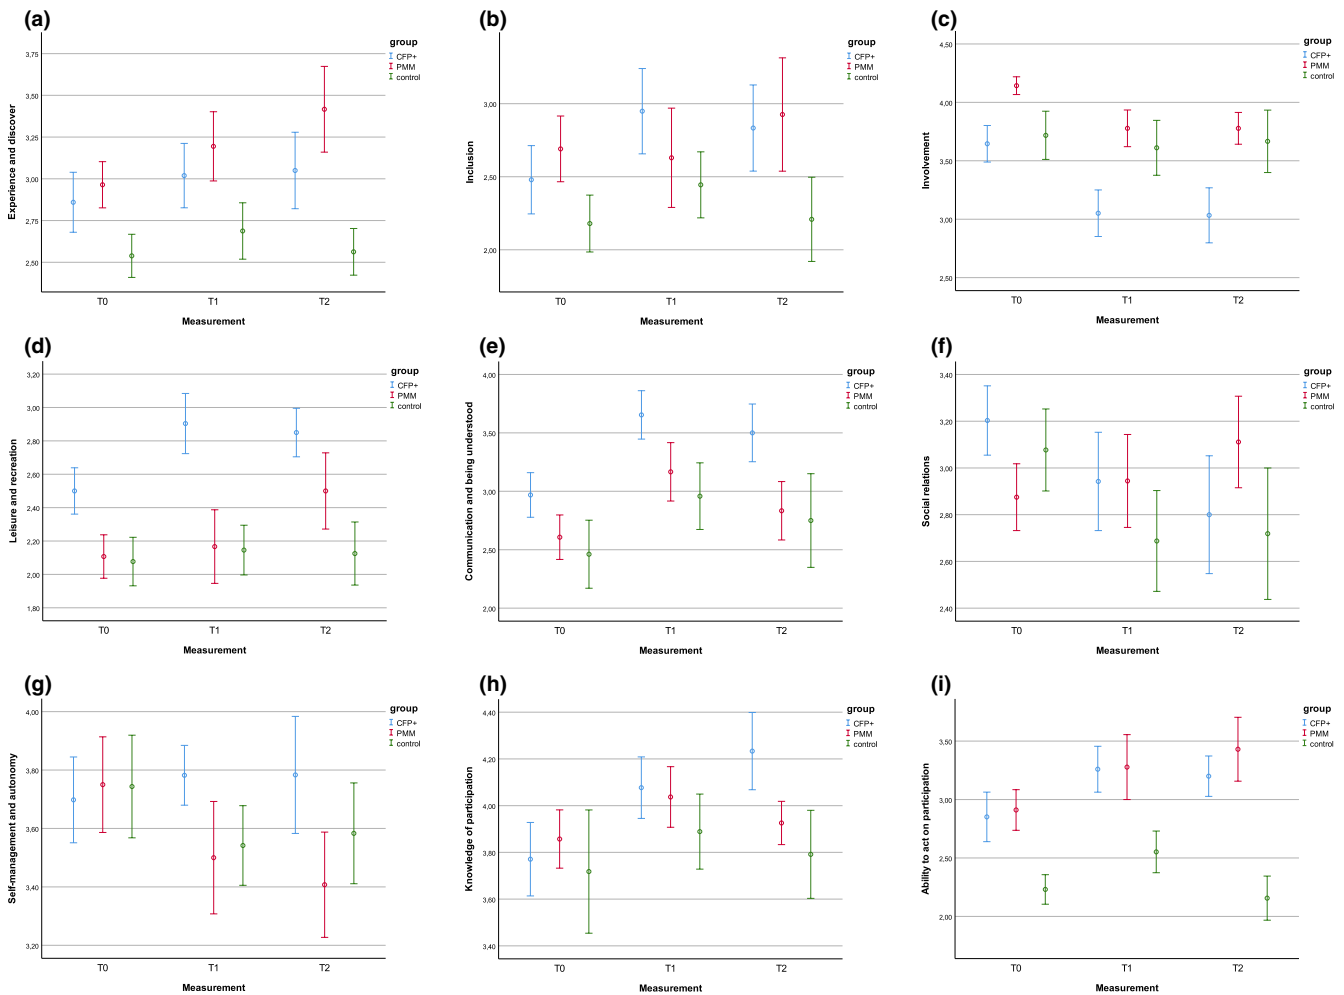 (a)
group
CFP+
PMM
control
3,75
3,50
3,25
3,00
2,75
2,50
Experience and discover
T0 T1 T2
Measurement
(b)
group
CFP+
PMM
control
3,00
2,50
2,00
Inclusion
T0 T1 T2
Measurement
(c)
group
CFP+
PMM
control
4,50
4,00
3,50
3,00
2,50
Involvement
T0 T1 T2
Measurement
(d)
group
CFP+
PMM
control
3,20
3,00
2,80
2,60
2,40
2,20
2,00
1,80
Leisure and recreation
T0 T1 T2
Measurement
(e)
group
CFP+
PMM
control
4,00
3,50
3,00
2,50
2,00
Communication and being understood
T0 T1 T2
Measurement
(f)
group
CFP+
PMM
control
3,40
3,20
3,00
2,80
2,60
2,40
Social relations
T0 T1 T2
Measurement
(g)
group
CFP+
PMM
control
4,00
3,80
3,60
3,40
3,20
Self-management and autonomy
T0 T1 T2
Measurement
(h)
group
CFP+
PMM
control
4,40
4,20
4,00
3,80
3,60
3,40
Knowledge of participation
T0 T1 T2
Measurement
(i)
group
CFP+
PMM
control
3,50
3,00
2,50
2,00
Ability to act on participation
T0 T1 T2
Measurement